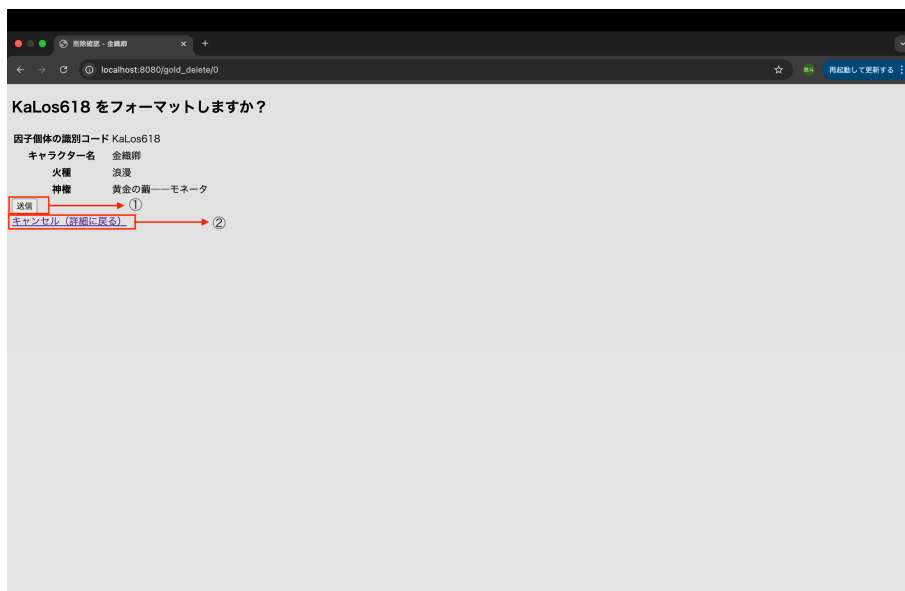 削除確認 - 金織卿
localhost:8080/gold_delete/0
再起動して更新する
KaLos618 をフォーマットしますか？
因子個体の識別コード KaLos618
キャラクター名 金織卿
火種 浪漫
神権 黄金の繭——モネータ
送信 ①
キャンセル（詳細に戻る） ②